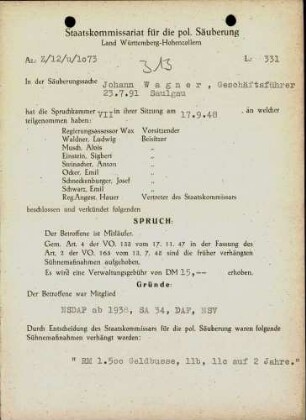 Staatskommissariat für die pol. Säuberung
Land Württemberg-Hohenzollern
Az. Z/12/u/1073
313
Lr 331
In der Säuberungssache Johann Wagner, Geschäftsführer
23.7.91 Saulgau
hat die Spruchkammer VII in ihrer Sitzung am 17.9.48 , an welcher
teilgenommen haben:
Regierungsassessor Wax Vorsitzender
Waldner, Ludwig Beisitzer
Musch, Alois "
Einstein, Sighert "
Steinacher, Anton "
Ocker, Emil "
Schneckenburger, Josef "
Schwarz, Emil "
Reg.Augest. Hauer Vertreter des Staatskommissars
beschlossen und verkündet folgenden
SPRUCH:
Der Betroffene ist Mitläufer.
Gem. Art. 4 der VO. 133 vom 17. 11. 47 in der Fassung des
Art. 2 der VO. 165 vom 13. 7. 48 sind die früher verhängten
Sühnemaßnahmen aufgehoben.
Es wird eine Verwaltungsgebühr von DM 15,-- erhoben.
Gründe:
Der Betroffene war Mitglied
NSDAP ab 1938, SA 34, DAF, NSV
Durch Entscheidung des Staatskommissars für die pol. Säuberung waren folgende
Sühnemaßnahmen verhängt worden:
" RM 1.500 Geldbusse, 11b, 11c auf 2 Jahre."